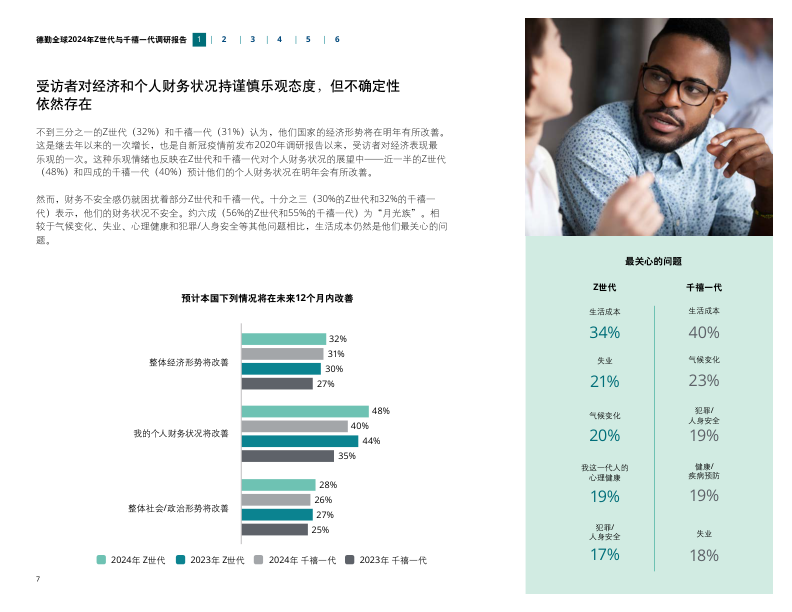 德勤全球2024年Z世代与千禧一代调研报告 1 | 2 | 3 | 4 | 5 | 6
受访者对经济和个人财务状况持谨慎乐观态度，但不确定性
依然存在
不到三分之一的Z世代（32%）和千禧一代（31%）认为，他们国家的经济形势将在明年有所改善。
这是继去年以来的一次增长，也是自新冠疫情前发布2020年调研报告以来，受访者对经济表现最
乐观的一次。这种乐观情绪也反映在Z世代和千禧一代对个人财务状况的展望中——近一半的Z世代
（48%）和四成的千禧一代（40%）预计他们的个人财务状况在明年会有所改善。
然而，财务不安全感仍就困扰着部分Z世代和千禧一代。十分之三（30%的Z世代和32%的千禧一
代）表示，他们的财务状况不安全。约六成（56%的Z世代和55%的千禧一代）为“月光族”。相
较于气候变化、失业、心理健康和犯罪/人身安全等其他问题相比，生活成本仍然是他们最关心的问
题。
预计本国下列情况将在未来12个月内改善
整体经济形势将改善
32%
31%
30%
27%
我的个人财务状况将改善
48%
40%
44%
35%
整体社会/政治形势将改善
28%
26%
27%
25%
2024年 Z世代 2023年 Z世代 2024年 千禧一代 2023年 千禧一代
7
最关心的问题
Z世代 千禧一代
生活成本 生活成本
34% 40%
失业 气候变化
21% 23%
气候变化 犯罪/
人身安全
20% 19%
我这一代人的 健康/
心理健康 疾病预防
19% 19%
犯罪/
人身安全 失业
17% 18%